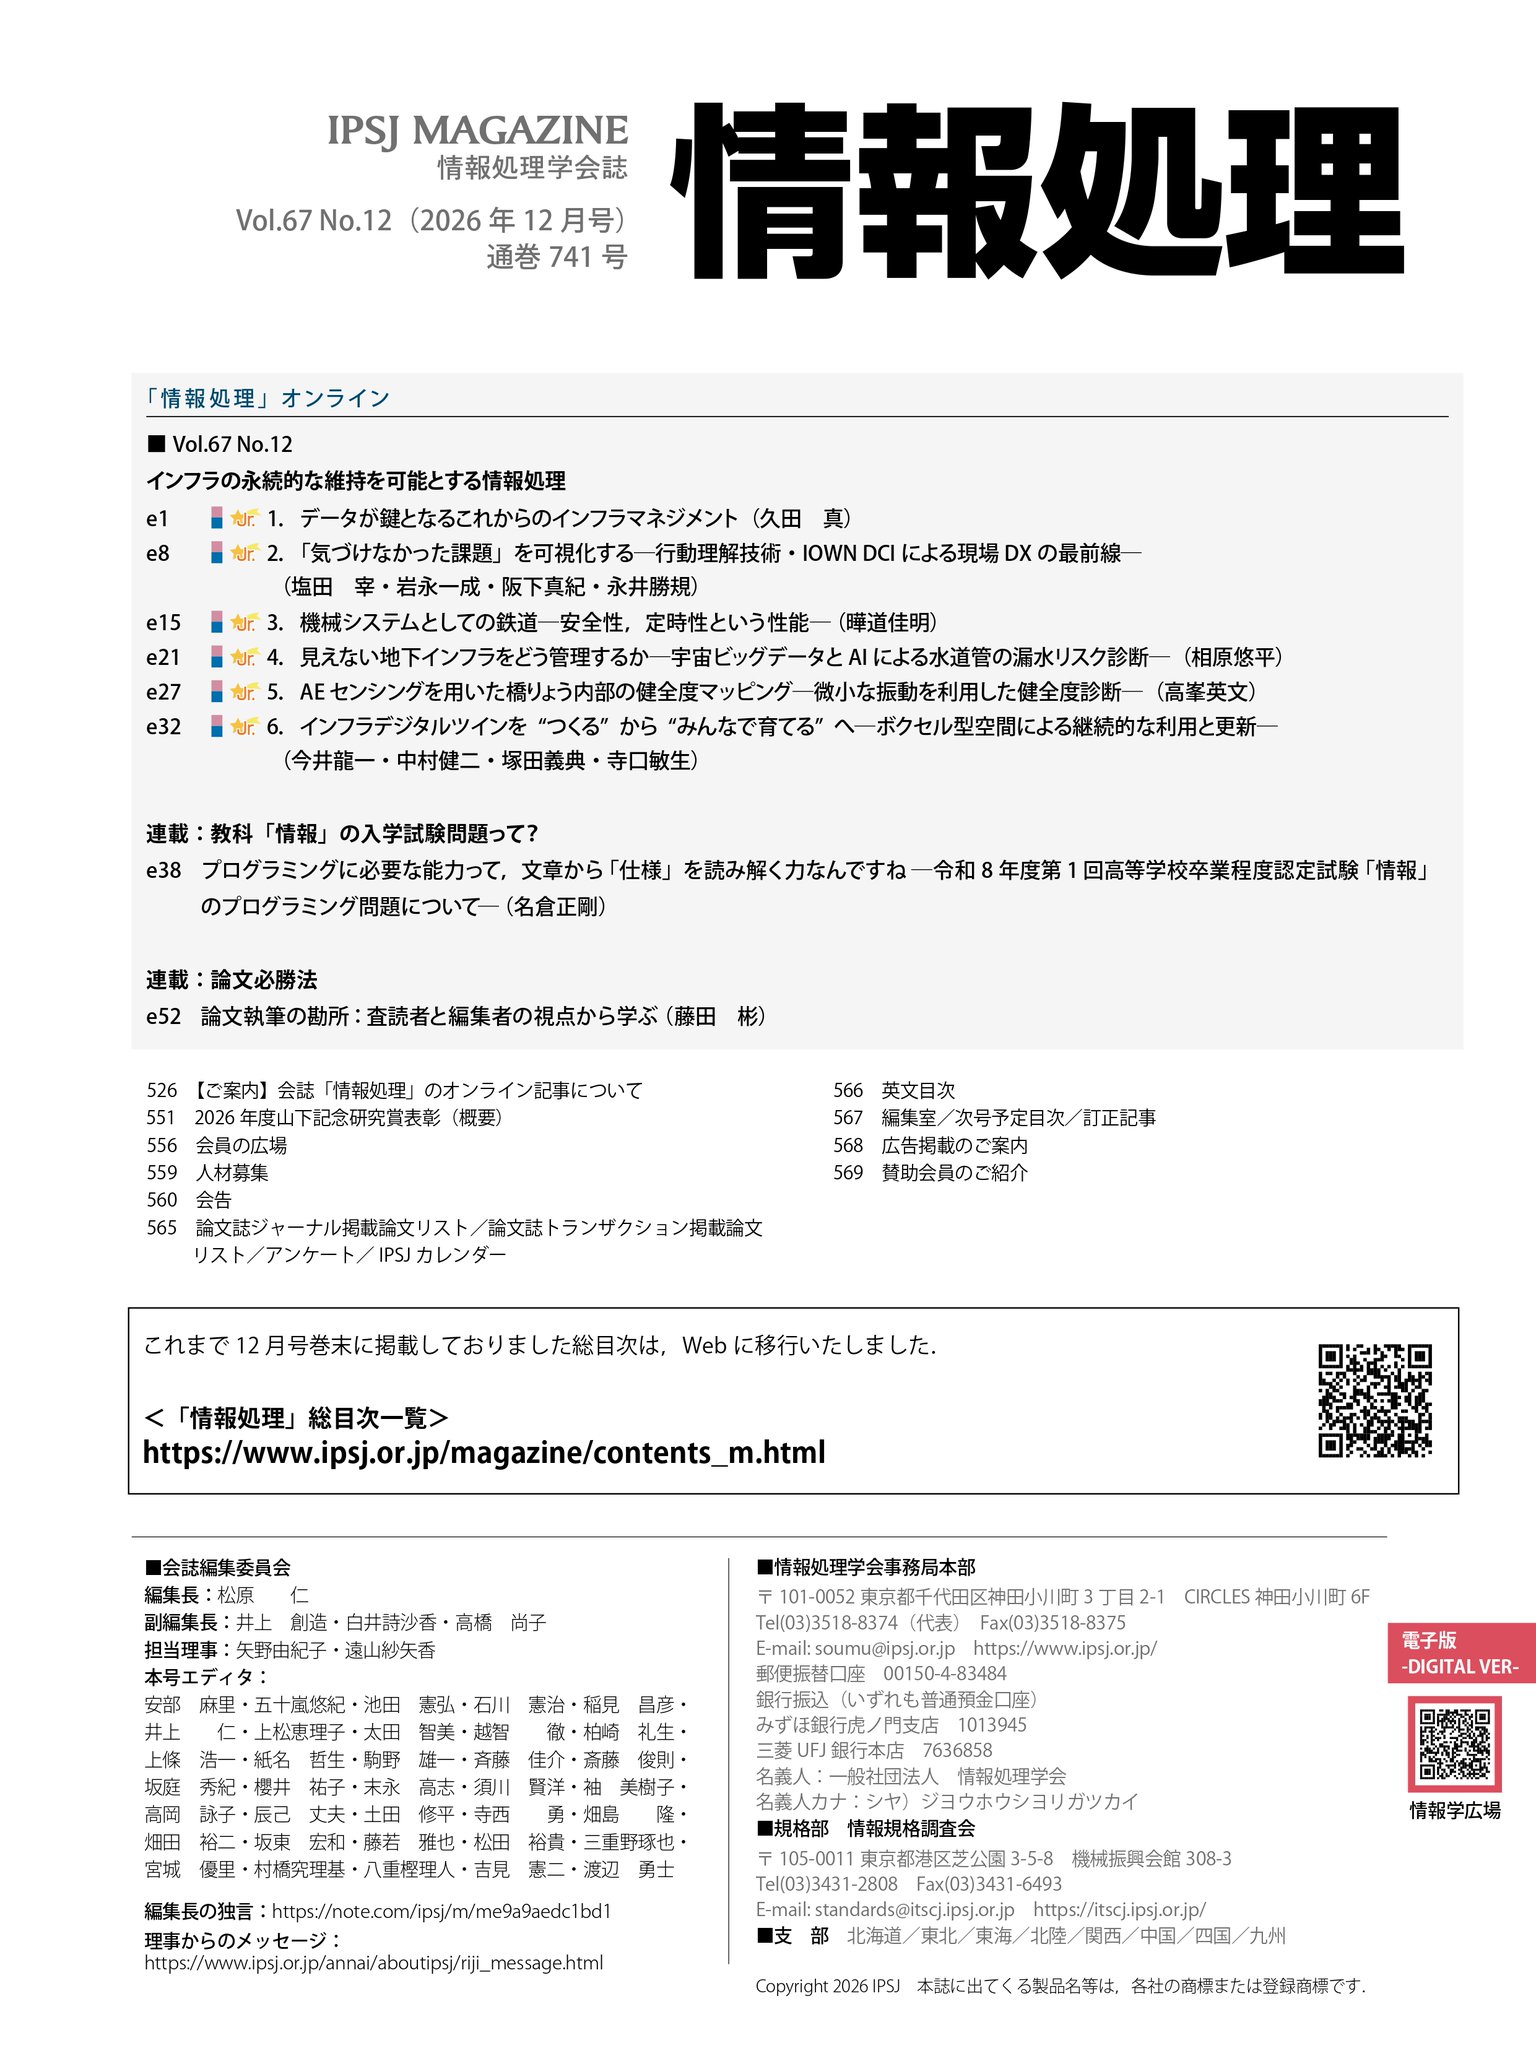 IPSJ MAGAZINE
情報処理学会誌
Vol.67 No.12（2026 年 12 月号）
通巻 741 号
情報処理
「情報処理」オンライン
■ Vol.67 No.12
インフラの永続的な維持を可能とする情報処理
e1 Jr. 1. データが鍵となるこれからのインフラマネジメント（久田　真）
e8 Jr. 2. 「気づけなかった課題」を可視化する―行動理解技術・IOWN DCI による現場 DX の最前線―
（塩田　宰・岩永一成・阪下真紀・永井勝規）
e15 Jr. 3. 機械システムとしての鉄道―安全性，定時性という性能―（曄道佳明）
e21 Jr. 4. 見えない地下インフラをどう管理するか―宇宙ビッグデータと AI による水道管の漏水リスク診断―（相原悠平）
e27 Jr. 5. AE センシングを用いた橋りょう内部の健全度マッピング―微小な振動を利用した健全度診断―（高峯英文）
e32 Jr. 6. インフラデジタルツインを“つくる”から“みんなで育てる”へ―ボクセル型空間による継続的な利用と更新―
（今井龍一・中村健二・塚田義典・寺口敏生）
連載：教科「情報」の入学試験問題って？
e38 プログラミングに必要な能力って，文章から「仕様」を読み解く力なんですね ―令和 8 年度第 1 回高等学校卒業程度認定試験「情報」
のプログラミング問題について―（名倉正剛）
連載：論文必勝法
e52 論文執筆の勘所：査読者と編集者の視点から学ぶ（藤田　彬）
526 【ご案内】会誌「情報処理」のオンライン記事について
551 2026 年度山下記念研究賞表彰（概要）
556 会員の広場
559 人材募集
560 会告
565 論文誌ジャーナル掲載論文リスト／論文誌トランザクション掲載論文
リスト／アンケート／ IPSJ カレンダー
566 英文目次
567 編集室／次号予定目次／訂正記事
568 広告掲載のご案内
569 賛助会員のご紹介
これまで 12 月号巻末に掲載しておりました総目次は，Web に移行いたしました．
＜「情報処理」総目次一覧＞
https://www.ipsj.or.jp/magazine/contents_m.html
■会誌編集委員会
編集長：松原　　仁
副編集長：井上　創造・白井詩沙香・高橋　尚子
担当理事：矢野由紀子・遠山紗矢香
本号エディタ：
安部　麻里・五十嵐悠紀・池田　憲弘・石川　憲治・稲見　昌彦・
井上　　仁・上松恵理子・太田　智美・越智　　徹・柏崎　礼生・
上條　浩一・紙名　哲生・駒野　雄一・斉藤　佳介・斎藤　俊則・
坂庭　秀紀・櫻井　祐子・末永　高志・須川　賢洋・袖　美樹子・
高岡　詠子・辰己　丈夫・土田　修平・寺西　　勇・畑島　　隆・
畑田　裕二・坂東　宏和・藤若　雅也・松田　裕貴・三重野琢也・
宮城　優里・村橋究理基・八重樫理人・吉見　憲二・渡辺　勇士
編集長の独言：https://note.com/ipsj/m/me9a9aedc1bd1
理事からのメッセージ：
https://www.ipsj.or.jp/annai/aboutipsj/riji_message.html
■情報処理学会事務局本部
〒 101-0052 東京都千代田区神田小川町 3 丁目 2-1　CIRCLES 神田小川町 6F
Tel(03)3518-8374（代表）　Fax(03)3518-8375
E-mail: soumu@ipsj.or.jp　https://www.ipsj.or.jp/
郵便振替口座　00150-4-83484
銀行振込（いずれも普通預金口座）
みずほ銀行虎ノ門支店　1013945
三菱 UFJ 銀行本店　7636858
名義人：一般社団法人　情報処理学会
名義人カナ：シヤ）ジヨウホウシヨリガツカイ
■規格部　情報規格調査会
〒 105-0011 東京都港区芝公園 3-5-8　機械振興会館 308-3
Tel(03)3431-2808　Fax(03)3431-6493
E-mail: standards@itscj.ipsj.or.jp　https://itscj.ipsj.or.jp/
■支　部　北海道／東北／東海／北陸／関西／中国／四国／九州
Copyright 2026 IPSJ　本誌に出てくる製品名等は，各社の商標または登録商標です．
電子版
-DIGITAL VER-
情報学広場